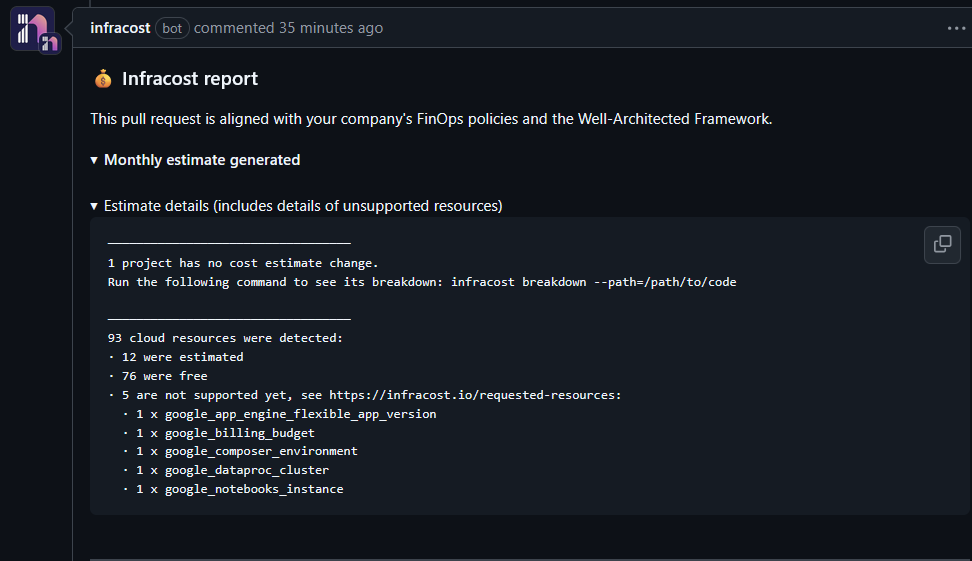 infracost bot commented 35 minutes ago
Infracost report
This pull request is aligned with your company's FinOps policies and the Well-Architected Framework.
▾ Monthly estimate generated
▾ Estimate details (includes details of unsupported resources)
──────────────────────────────────
1 project has no cost estimate change.
Run the following command to see its breakdown: infracost breakdown --path=/path/to/code
──────────────────────────────────
93 cloud resources were detected:
∙ 12 were estimated
∙ 76 were free
∙ 5 are not supported yet, see https://infracost.io/requested-resources:
∙ 1 x google_app_engine_flexible_app_version
∙ 1 x google_billing_budget
∙ 1 x google_composer_environment
∙ 1 x google_dataproc_cluster
∙ 1 x google_notebooks_instance